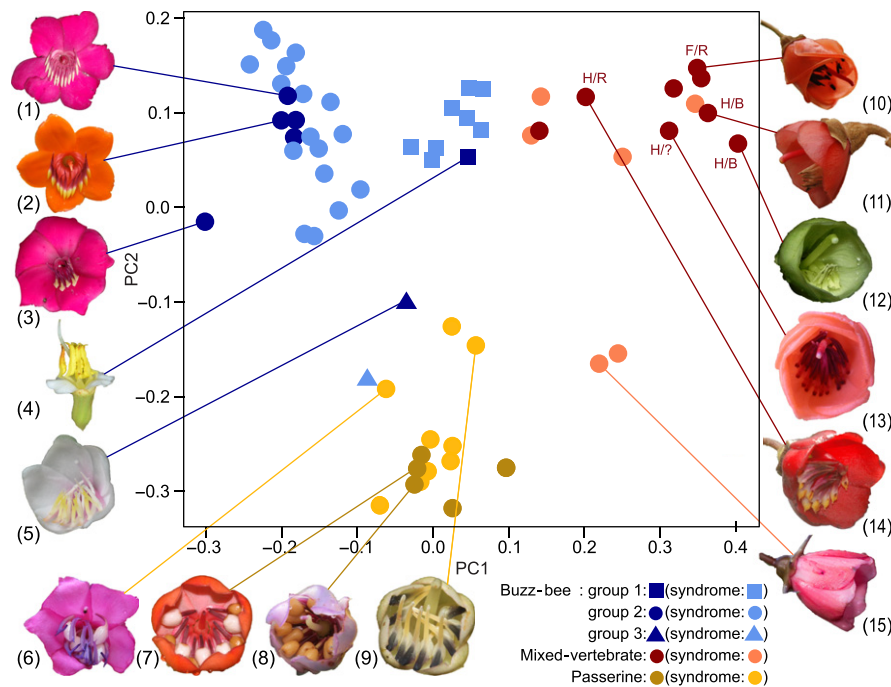 0.2
0.1
0.0
−0.1
−0.2
−0.3
PC2
−0.3
−0.2
−0.1
0.0
0.1
0.2
0.3
0.4
PC1
H/R
F/R
H/B
H/?
H/B
(1)
(2)
(3)
(4)
(5)
(6)
(7)
(8)
(9)
(10)
(11)
(12)
(13)
(14)
(15)
Buzz-bee : group 1: (syndrome: )
group 2: (syndrome: )
group 3: (syndrome: )
Mixed-vertebrate: (syndrome: )
Passerine: (syndrome: )